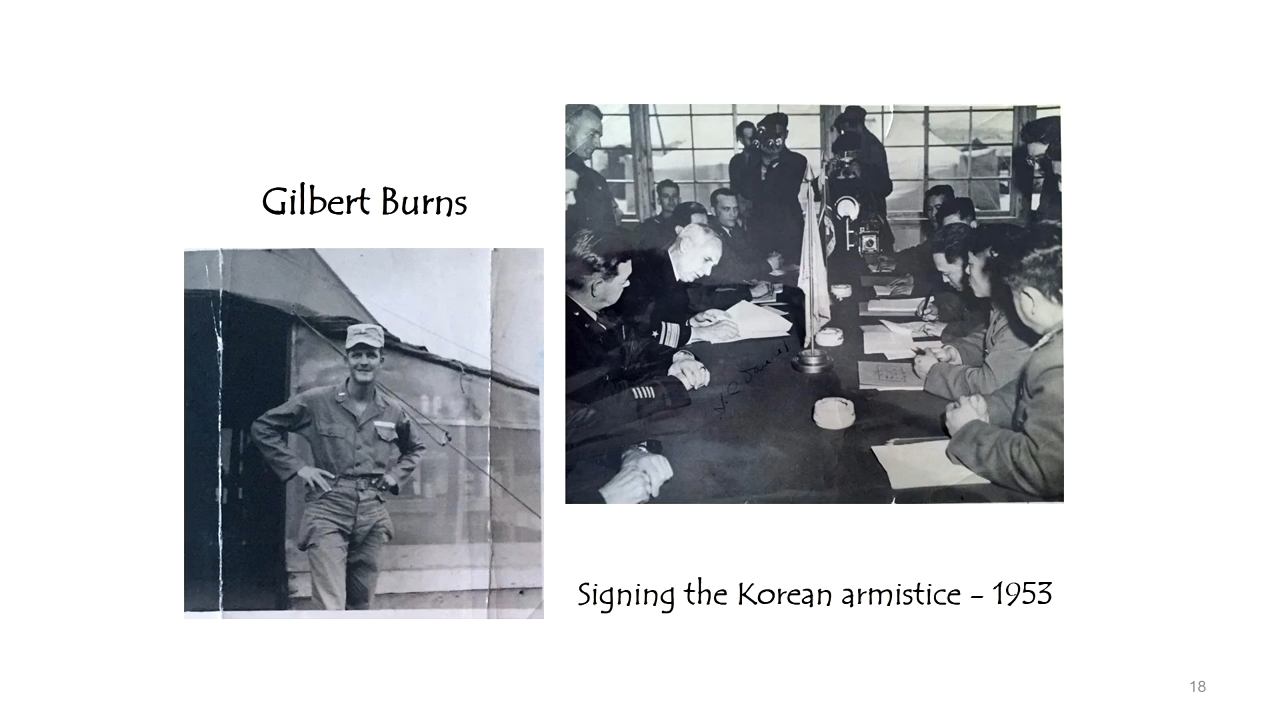 Gilbert Burns
Signing the Korean armistice – 1953
18